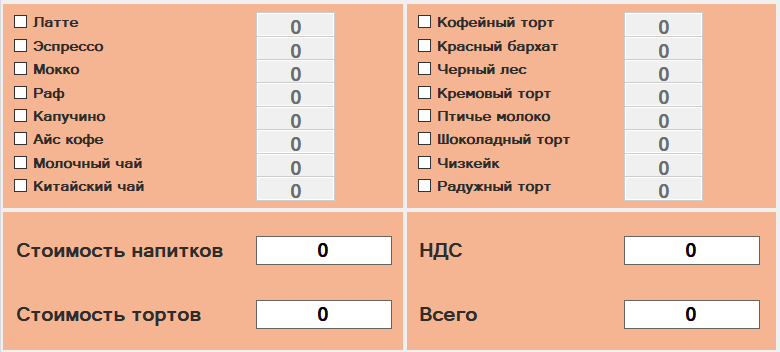 Латте 0 Кофейный торт 0
Эспрессо 0 Красный бархат 0
Мокко 0 Черный лес 0
Раф 0 Кремовый торт 0
Капучино 0 Птичье молоко 0
Айс кофе 0 Шоколадный торт 0
Молочный чай 0 Чизкейк 0
Китайский чай 0 Радужный торт 0
Стоимость напитков 0 НДС 0
Стоимость тортов 0 Всего 0